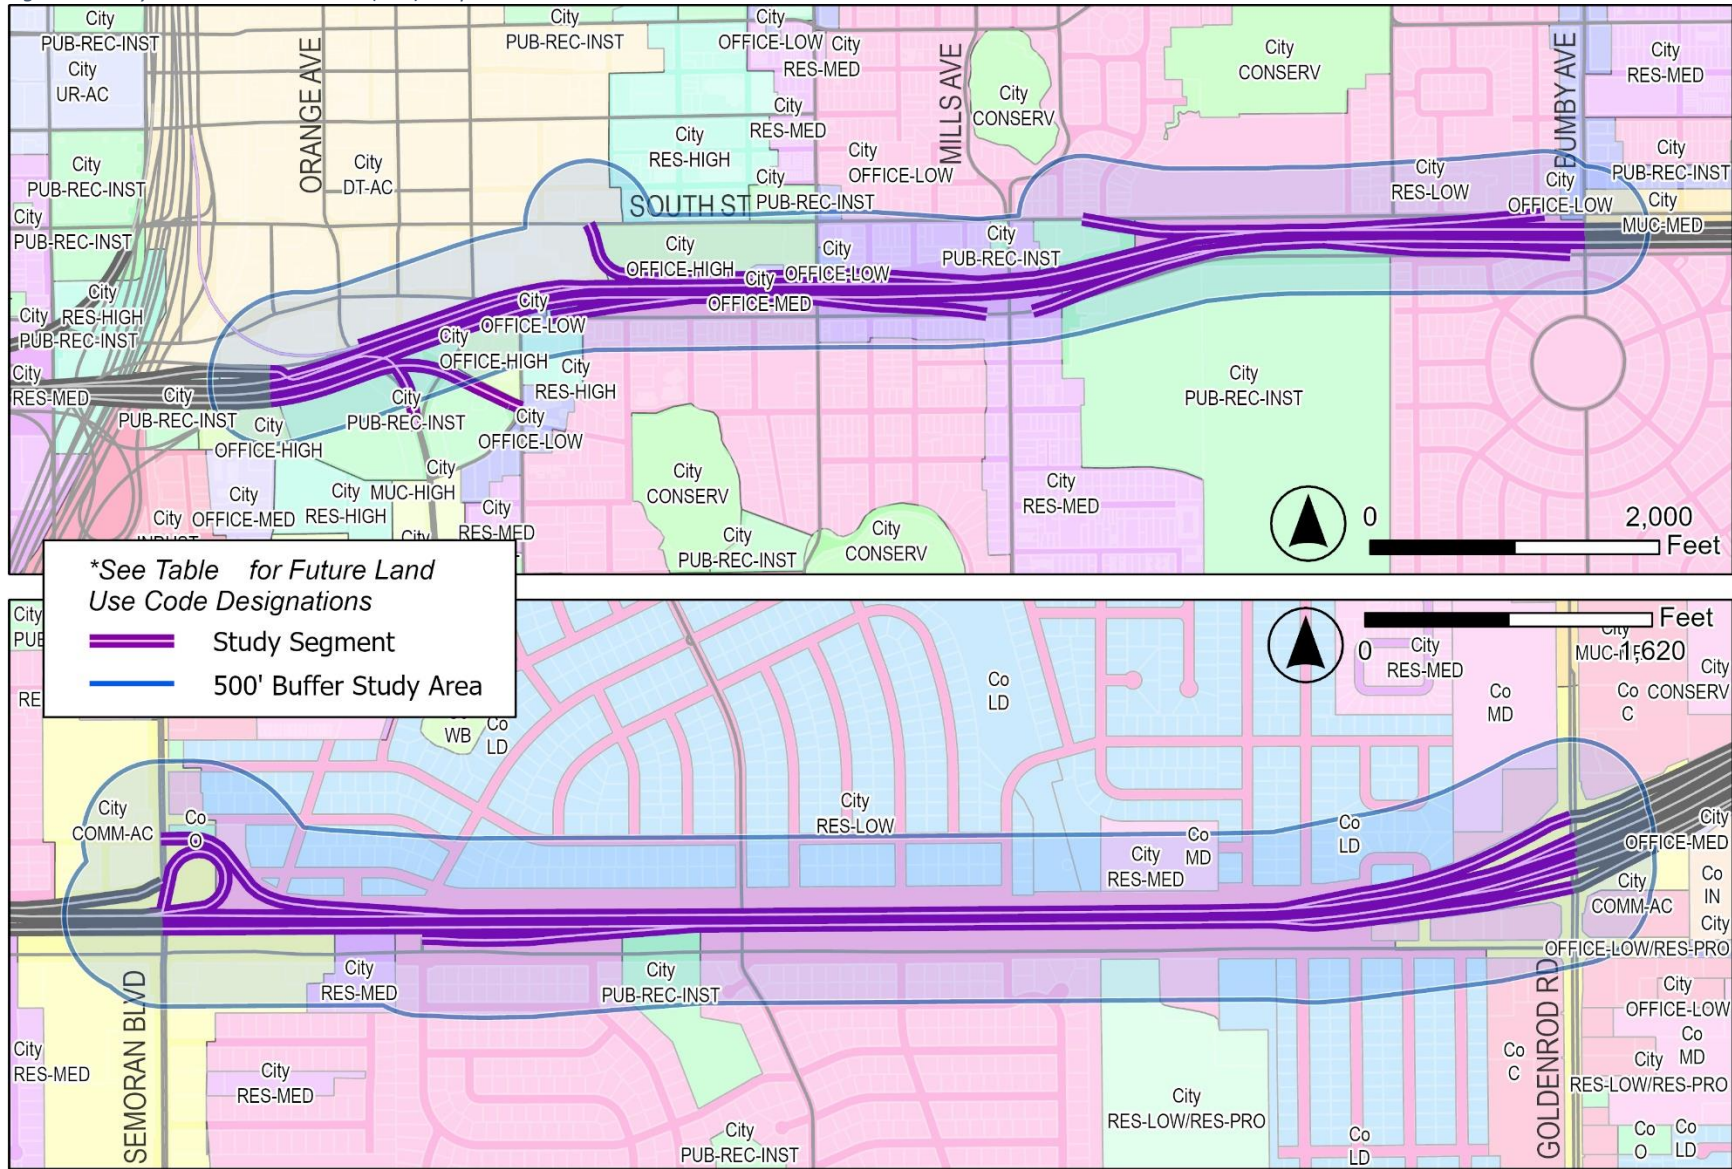 City
PUB-REC-INST
City
UR-AC
City
PUB-REC-INST
City
PUB-REC-INST
City
RES-HIGH
City
PUB-REC-INST
City
RES-MED
City
PUB-REC-INST
City
OFFICE-HIGH
ORANGE AVE
City
DT-AC
City
PUB-REC-INST
City
OFFICE-LOW
City
RES-MED
City
RES-MED
City
RES-HIGH
City
OFFICE-LOW
City
PUB-REC-INST
SOUTH ST
MILLS AVE
City
CONSERV
City
CONSERV
BUMBY AVE
City
RES-MED
City
PUB-REC-INST
City
RES-LOW
City
OFFICE-LOW
City
MUC-MED
City
OFFICE-HIGH
City
OFFICE-LOW
City
OFFICE-MED
City
PUB-REC-INST
City
OFFICE-LOW
City
OFFICE-HIGH
City
RES-HIGH
City
PUB-REC-INST
City
OFFICE-LOW
City
PUB-REC-INST
City
MUC-HIGH
City
OFFICE-MED
City
RES-HIGH
City
RES-MED
City
City
City
CONSERV
City
PUB-REC-INST
City
CONSERV
City
RES-MED
0 2,000
Feet
*See Table for Future Land
Use Code Designations
Study Segment
500' Buffer Study Area
City
Feet
0 1,620
City
RES-MED
City
CONSERV
Co
C
Co
MD
Co
LD
WB
Co
LD
City
COMM-AC
Co
O
City
RES-LOW
Co
MD
City
RES-MED
Co
LD
City
OFFICE-MED
City
COMM-AC
Co
IN
City
OFFICE-LOW/RES-PRO
City
RES-MED
City
PUB-REC-INST
SEMORAN BLVD
GOLDENROD RD
City
OFFICE-LOW
Co
MD
City
RES-LOW/RES-PRO
Co
C
City
RES-MED
City
RES-MED
City
RES-LOW/RES-PRO
City
PUB-REC-INST
Co
LD
Co
O
Co
LD